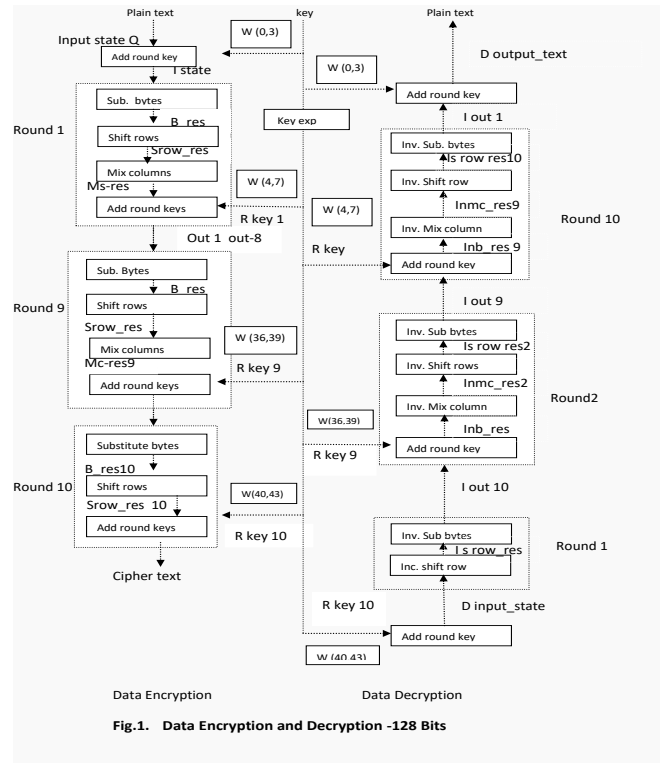 Plain text
Input state Q
Add round key
I state
Sub. bytes
B_res
Round 1
Shift rows
Srow_res
Mix columns
Ms-res
Add round keys
Out 1 out-8
Sub. Bytes
B_res
Round 9
Shift rows
Srow_res
Mix columns
Mc-res9
Add round keys
Substitute bytes
B_res10
Round 10
Shift rows
Srow_res 10
Add round keys
Cipher text
key
W (0,3)
Key exp
W (4,7)
R key 1
W (36,39)
R key 9
W(40,43)
R key 10
Plain text
D output_text
W (0,3)
Add round key
I out 1
Inv. Sub. bytes
Is row res10
Inv. Shift row
Inmc_res9
Round 10
W (4,7)
Inv. Mix column
Inb_res 9
R key
Add round key
I out 9
Inv. Sub bytes
Is row res2
Inv. Shift rows
Inmc_res2
Round2
Inv. Mix column
W(36,39)
Inb_res
Add round key
R key 9
I out 10
Inv. Sub bytes
I s row_res
Round 1
Inc. shift row
R key 10
D input_state
Add round key
W (40,43)
Data Encryption
Data Decryption
Fig.1. Data Encryption and Decryption -128 Bits